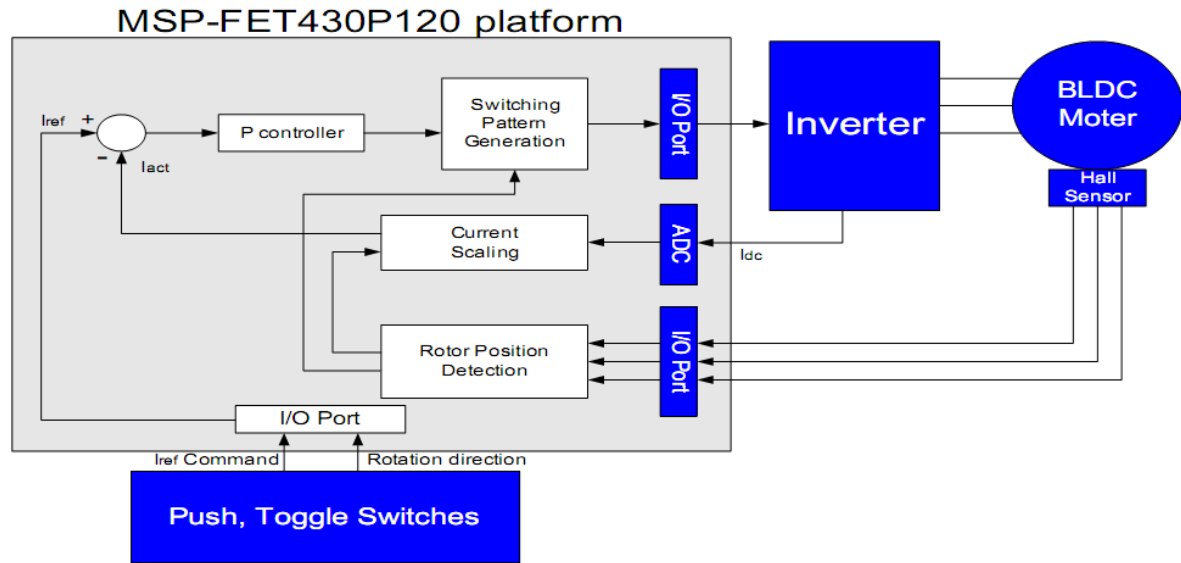 MSP-FET430P120 platform
Iref
+
-
Iact
P controller
Switching
Pattern
Generation
I/O Port
Inverter
BLDC
Moter
Hall
Sensor
Current
Scaling
ADC
Idc
Rotor Position
Detection
I/O Port
I/O Port
Iref Command
Rotation direction
Push, Toggle Switches